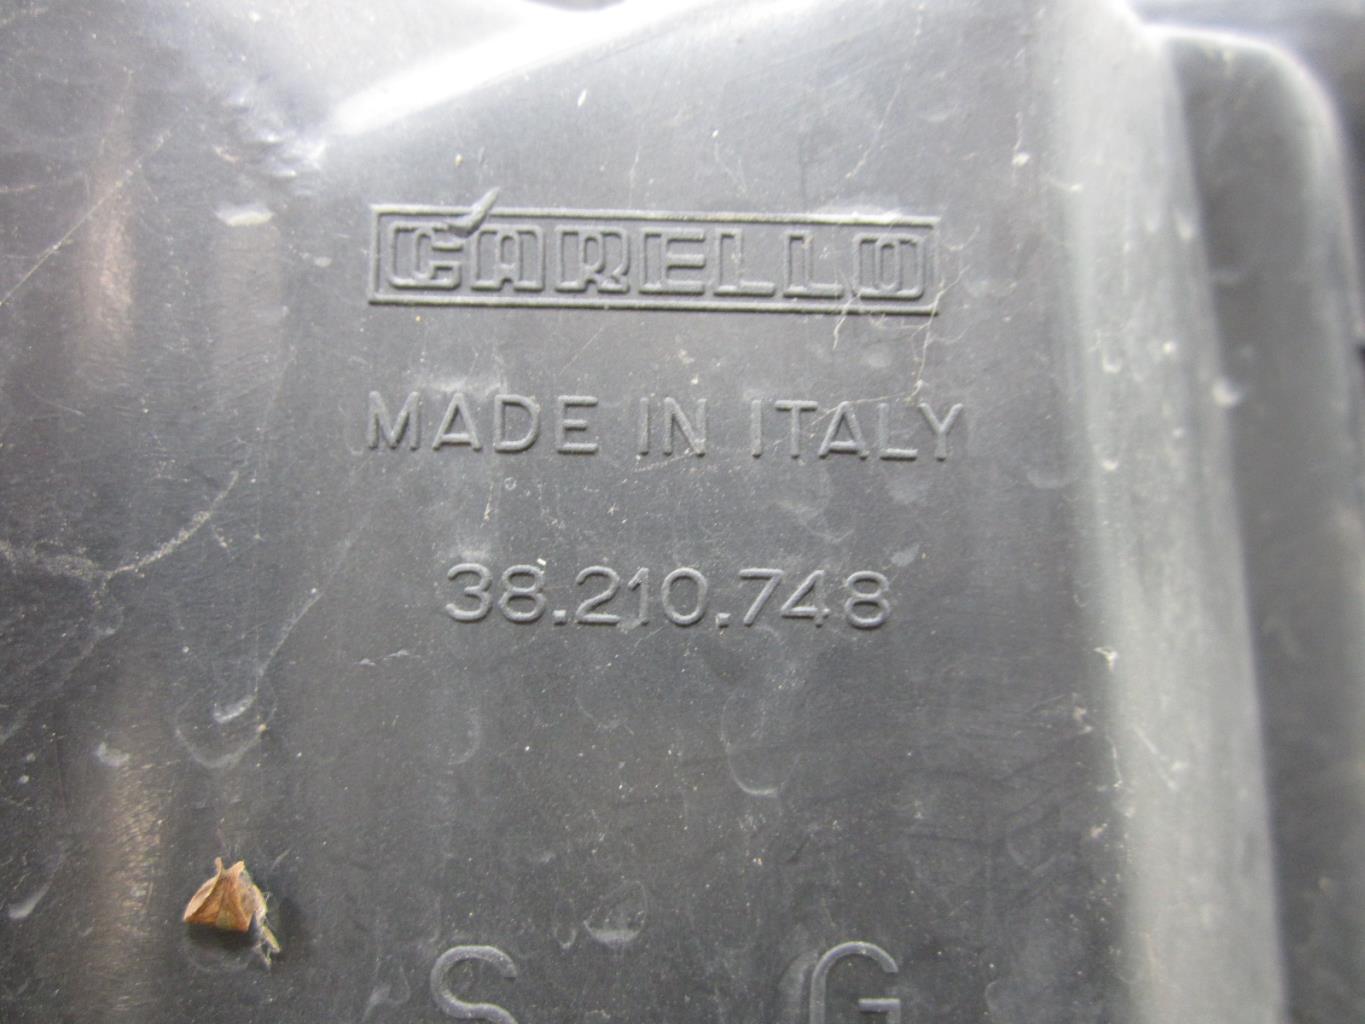 CARELLO
MADE IN ITALY
38.210.748
S G